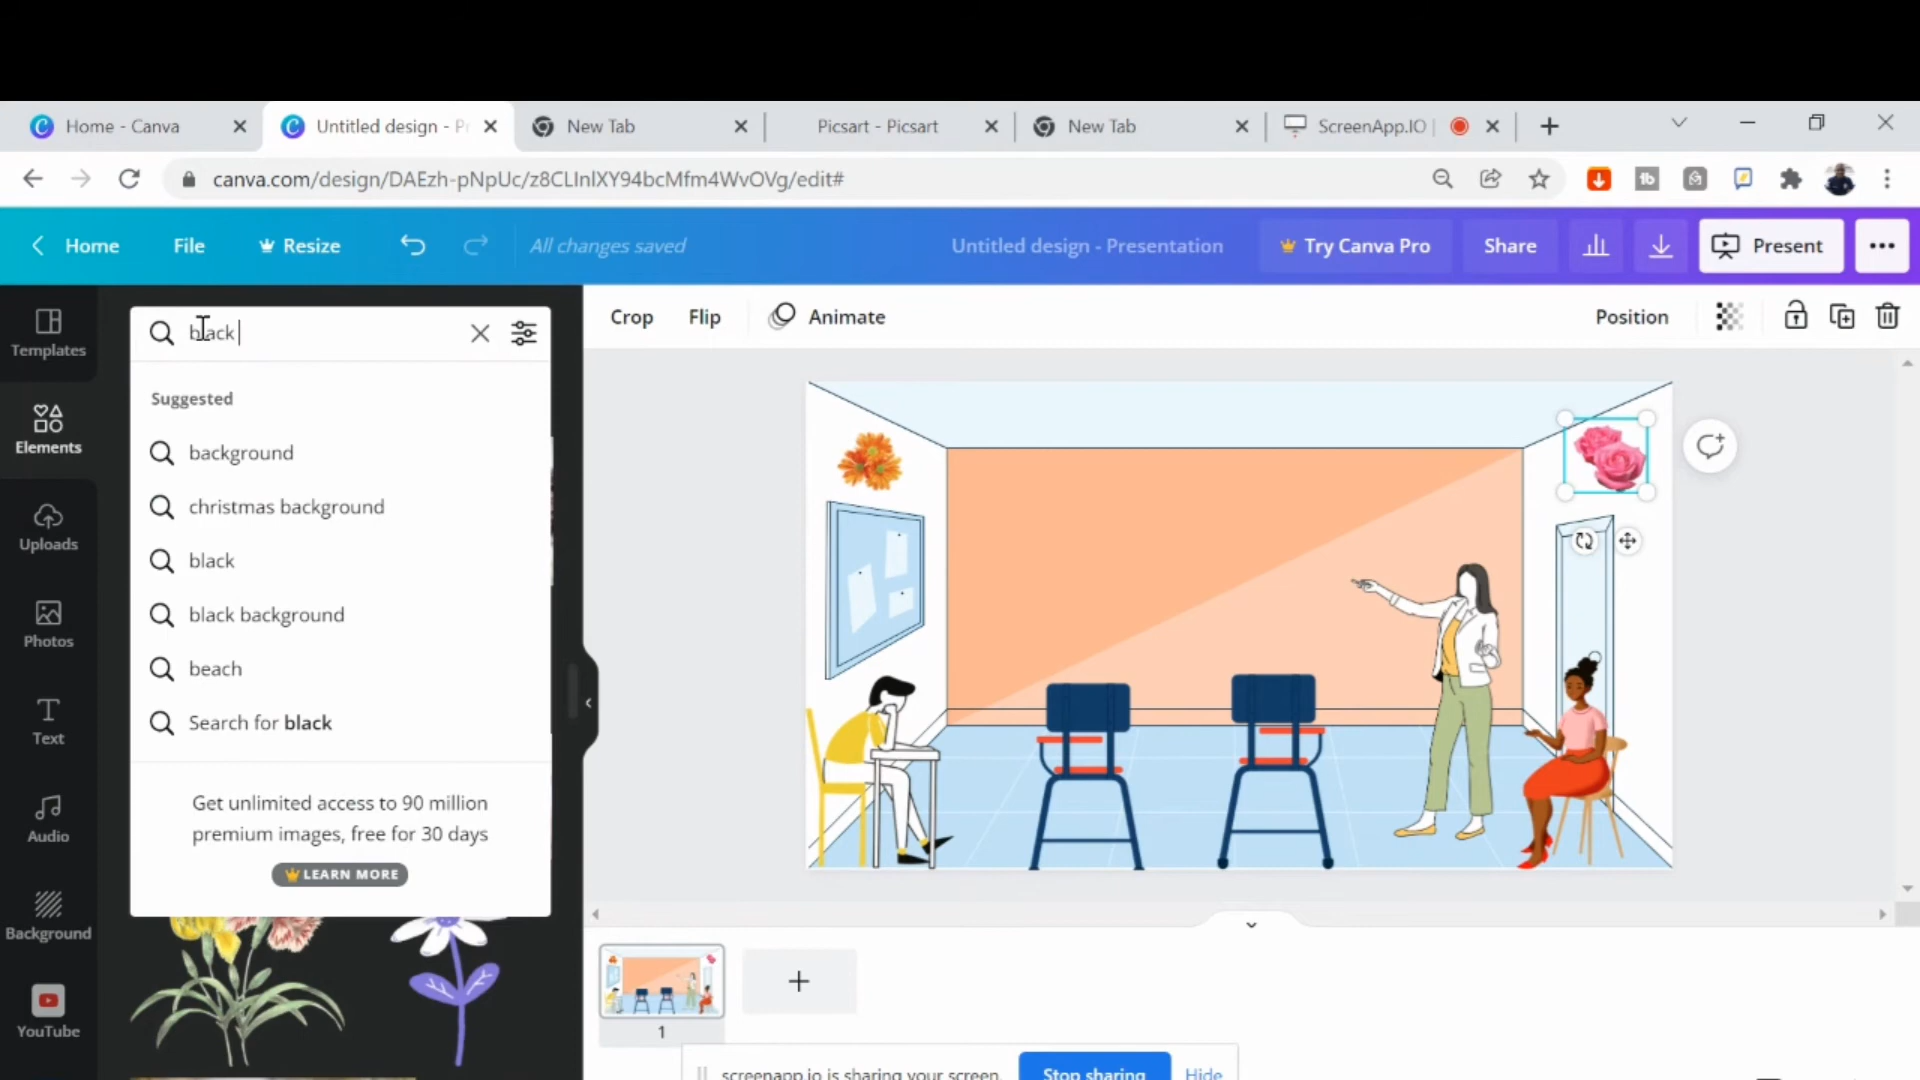 Home - Canva
Untitled design - Pr
New Tab
Picsart - Picsart
New Tab
ScreenApp.IO |
canva.com/design/DAEzh-pNpUc/z8CLInlXY94bcMfm4WvOVg/edit#
Home
File
Resize
All changes saved
Untitled design - Presentation
Try Canva Pro
Share
Present
Templates
Elements
Uploads
Photos
Text
Audio
Background
YouTube
black
Suggested
background
christmas background
black
black background
beach
Search for black
Get unlimited access to 90 million
premium images, free for 30 days
LEARN MORE
Crop
Flip
Animate
Position
1
screenapp.io is sharing your screen.
Stop sharing
Hide